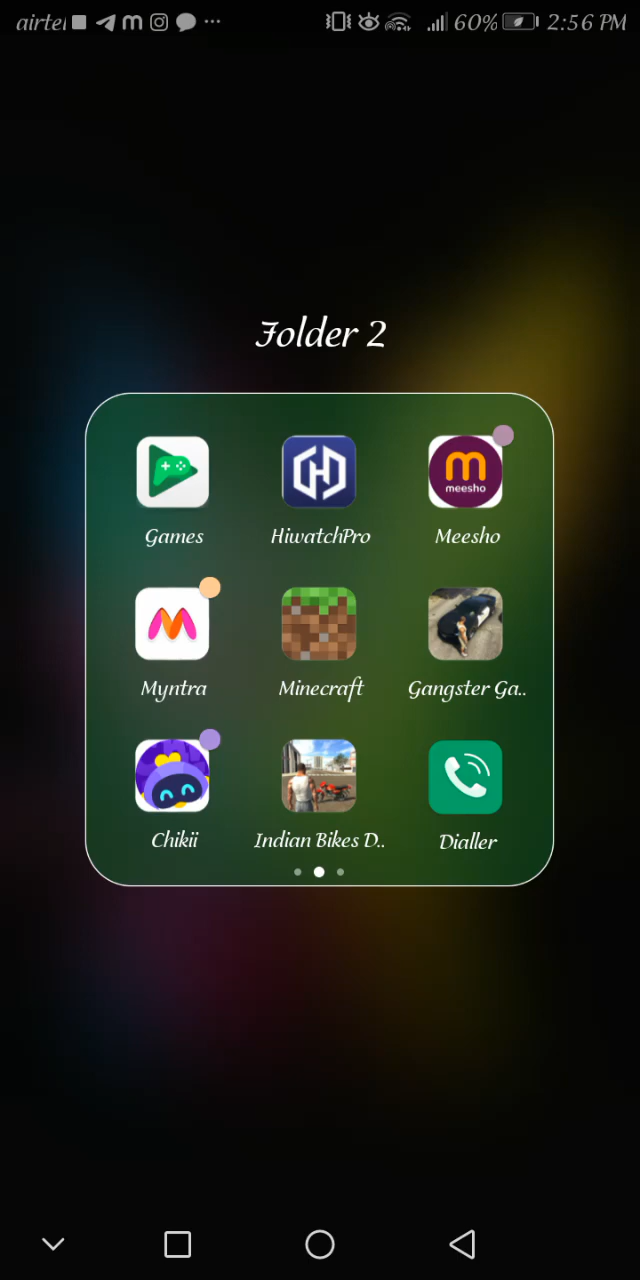 airtel 60% 2:56 PM
Folder 2
meesho
Games HiwatchPro Meesho
Myntra Minecraft Gangster Ga..
Chikii Indian Bikes D.. Dialler